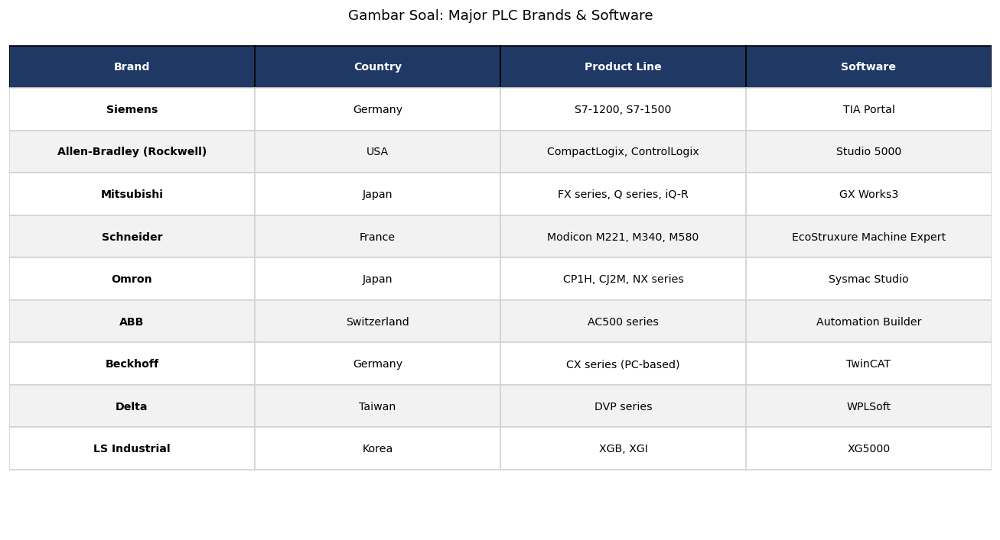 Gambar Soal: Major PLC Brands & Software
Brand Country Product Line Software
Siemens Germany S7-1200, S7-1500 TIA Portal
Allen-Bradley (Rockwell) USA CompactLogix, ControlLogix Studio 5000
Mitsubishi Japan FX series, Q series, iQ-R GX Works3
Schneider France Modicon M221, M340, M580 EcoStruxure Machine Expert
Omron Japan CP1H, CJ2M, NX series Sysmac Studio
ABB Switzerland AC500 series Automation Builder
Beckhoff Germany CX series (PC-based) TwinCAT
Delta Taiwan DVP series WPLSoft
LS Industrial Korea XGB, XGI XG5000